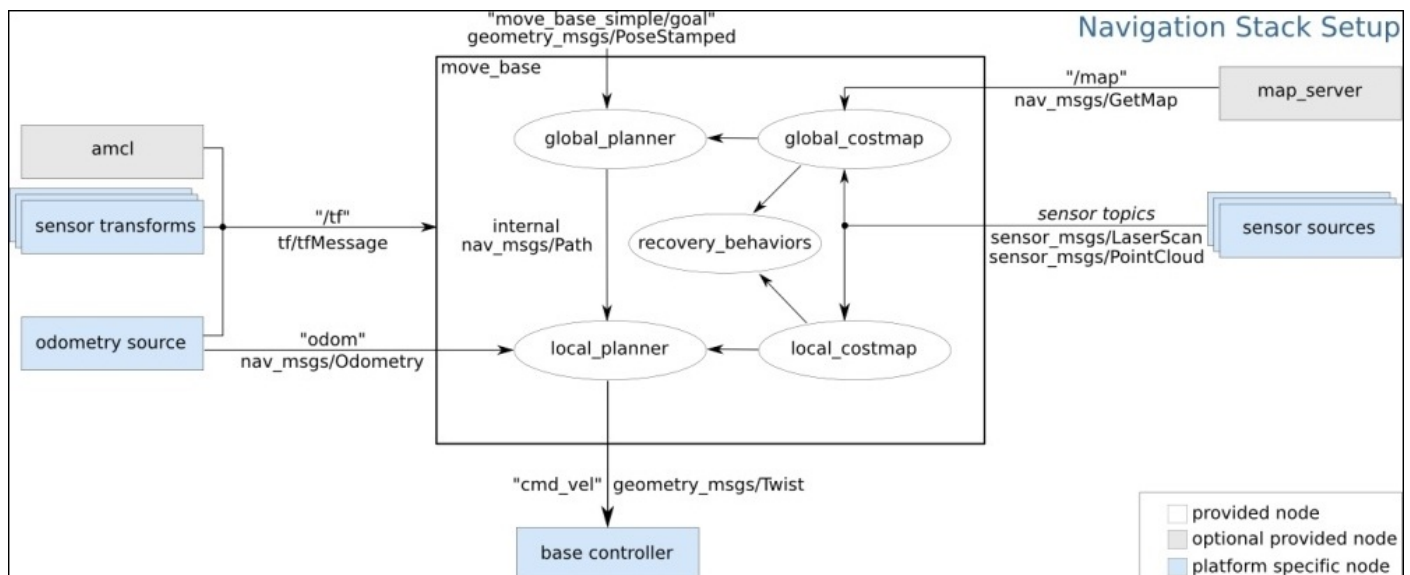 Navigation Stack Setup
"move_base_simple/goal"
geometry_msgs/PoseStamped
move_base
"/map"
nav_msgs/GetMap
map_server
amcl
global_planner
global_costmap
sensor transforms
"/tf"
tf/tfMessage
internal
nav_msgs/Path
recovery_behaviors
sensor topics
sensor_msgs/LaserScan
sensor_msgs/PointCloud
sensor sources
odometry source
"odom"
nav_msgs/Odometry
local_planner
local_costmap
"cmd_vel" geometry_msgs/Twist
base controller
provided node
optional provided node
platform specific node